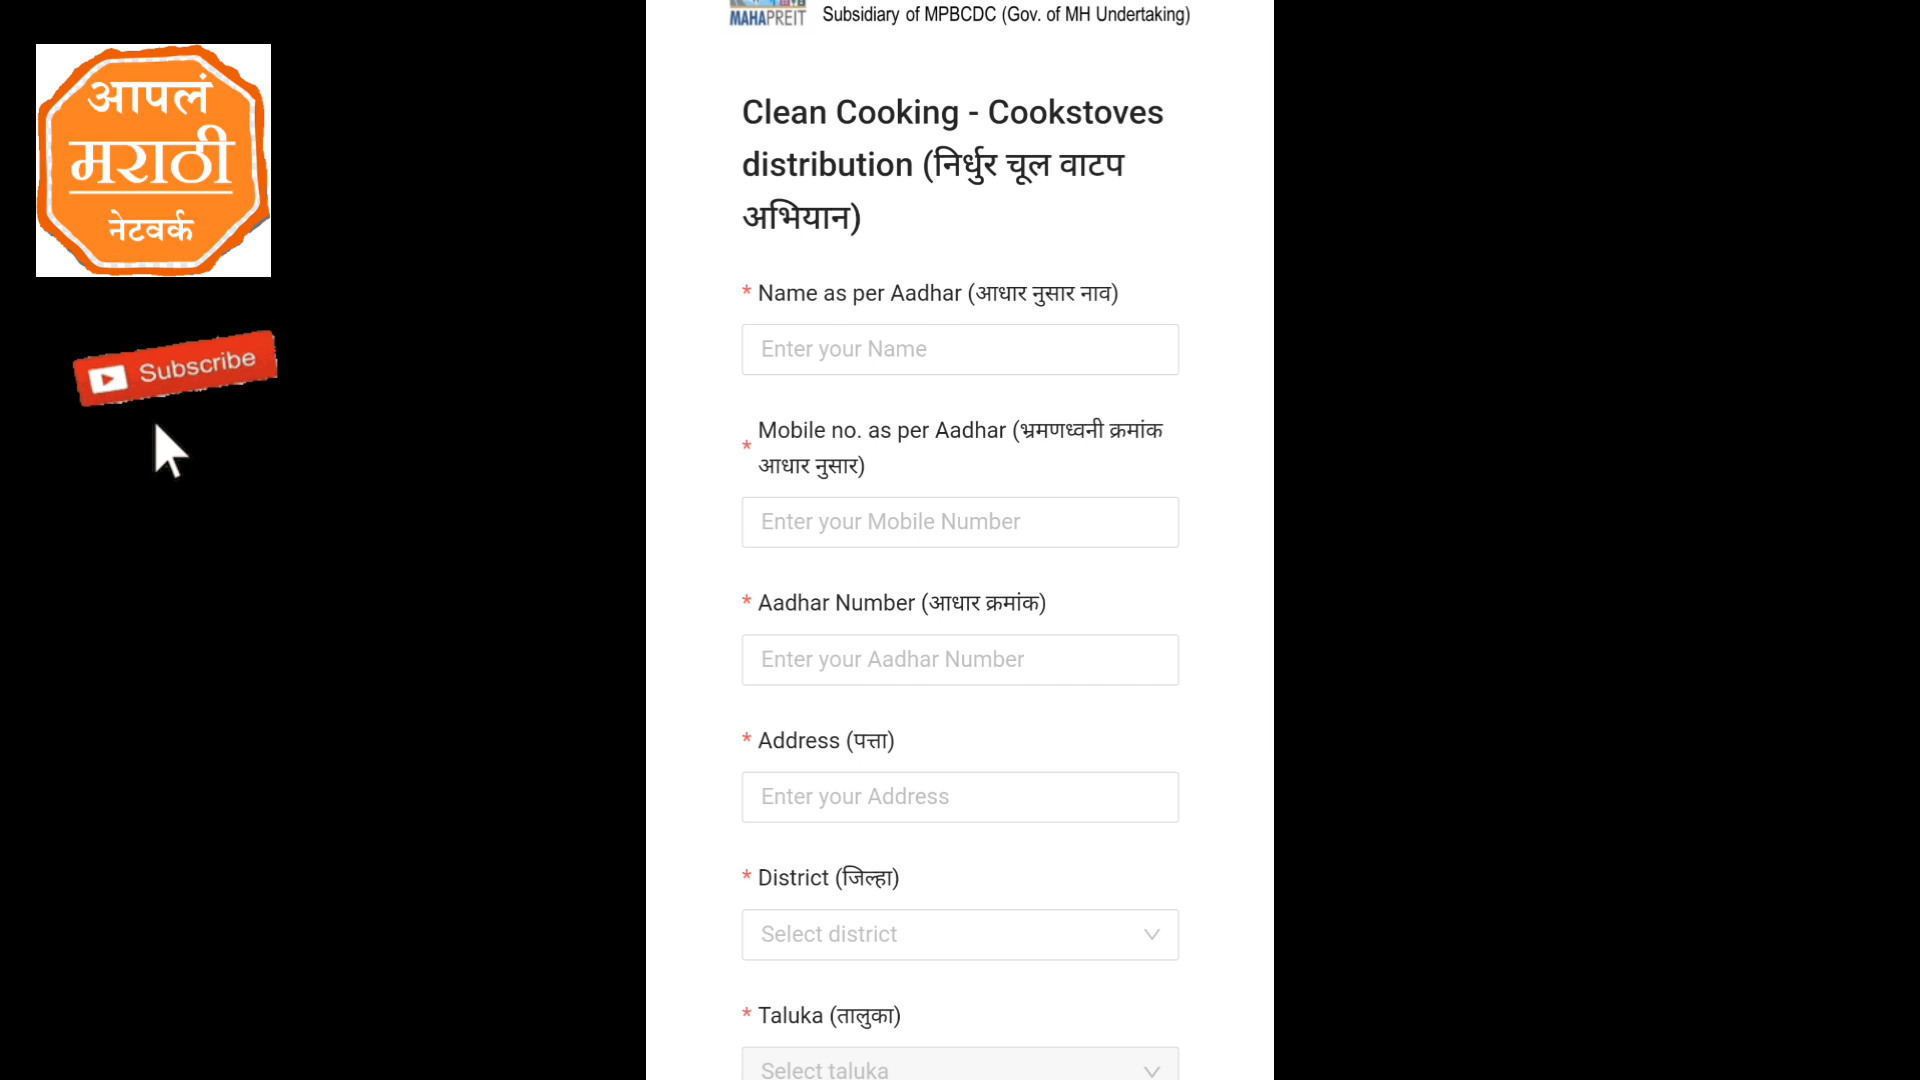 आपलं
मराठी
नेटवर्क
Subscribe
MAHAPREIT
Subsidiary of MPBCDC (Gov. of MH Undertaking)
Clean Cooking - Cookstoves
distribution (निर्धुर चूल वाटप
अभियान)
* Name as per Aadhar (आधार नुसार नाव)
Enter your Name
* Mobile no. as per Aadhar (भ्रमणध्वनी क्रमांक
आधार नुसार)
Enter your Mobile Number
* Aadhar Number (आधार क्रमांक)
Enter your Aadhar Number
* Address (पत्ता)
Enter your Address
* District (जिल्हा)
Select district
* Taluka (तालुका)
Select taluka